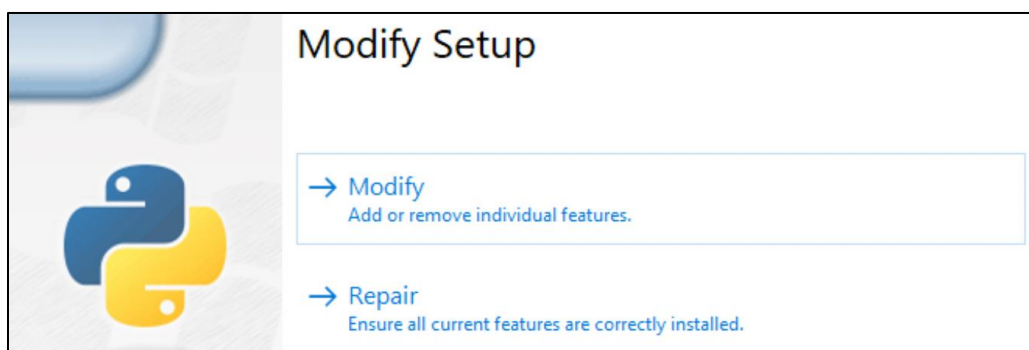 Modify Setup
→ Modify
Add or remove individual features.
→ Repair
Ensure all current features are correctly installed.